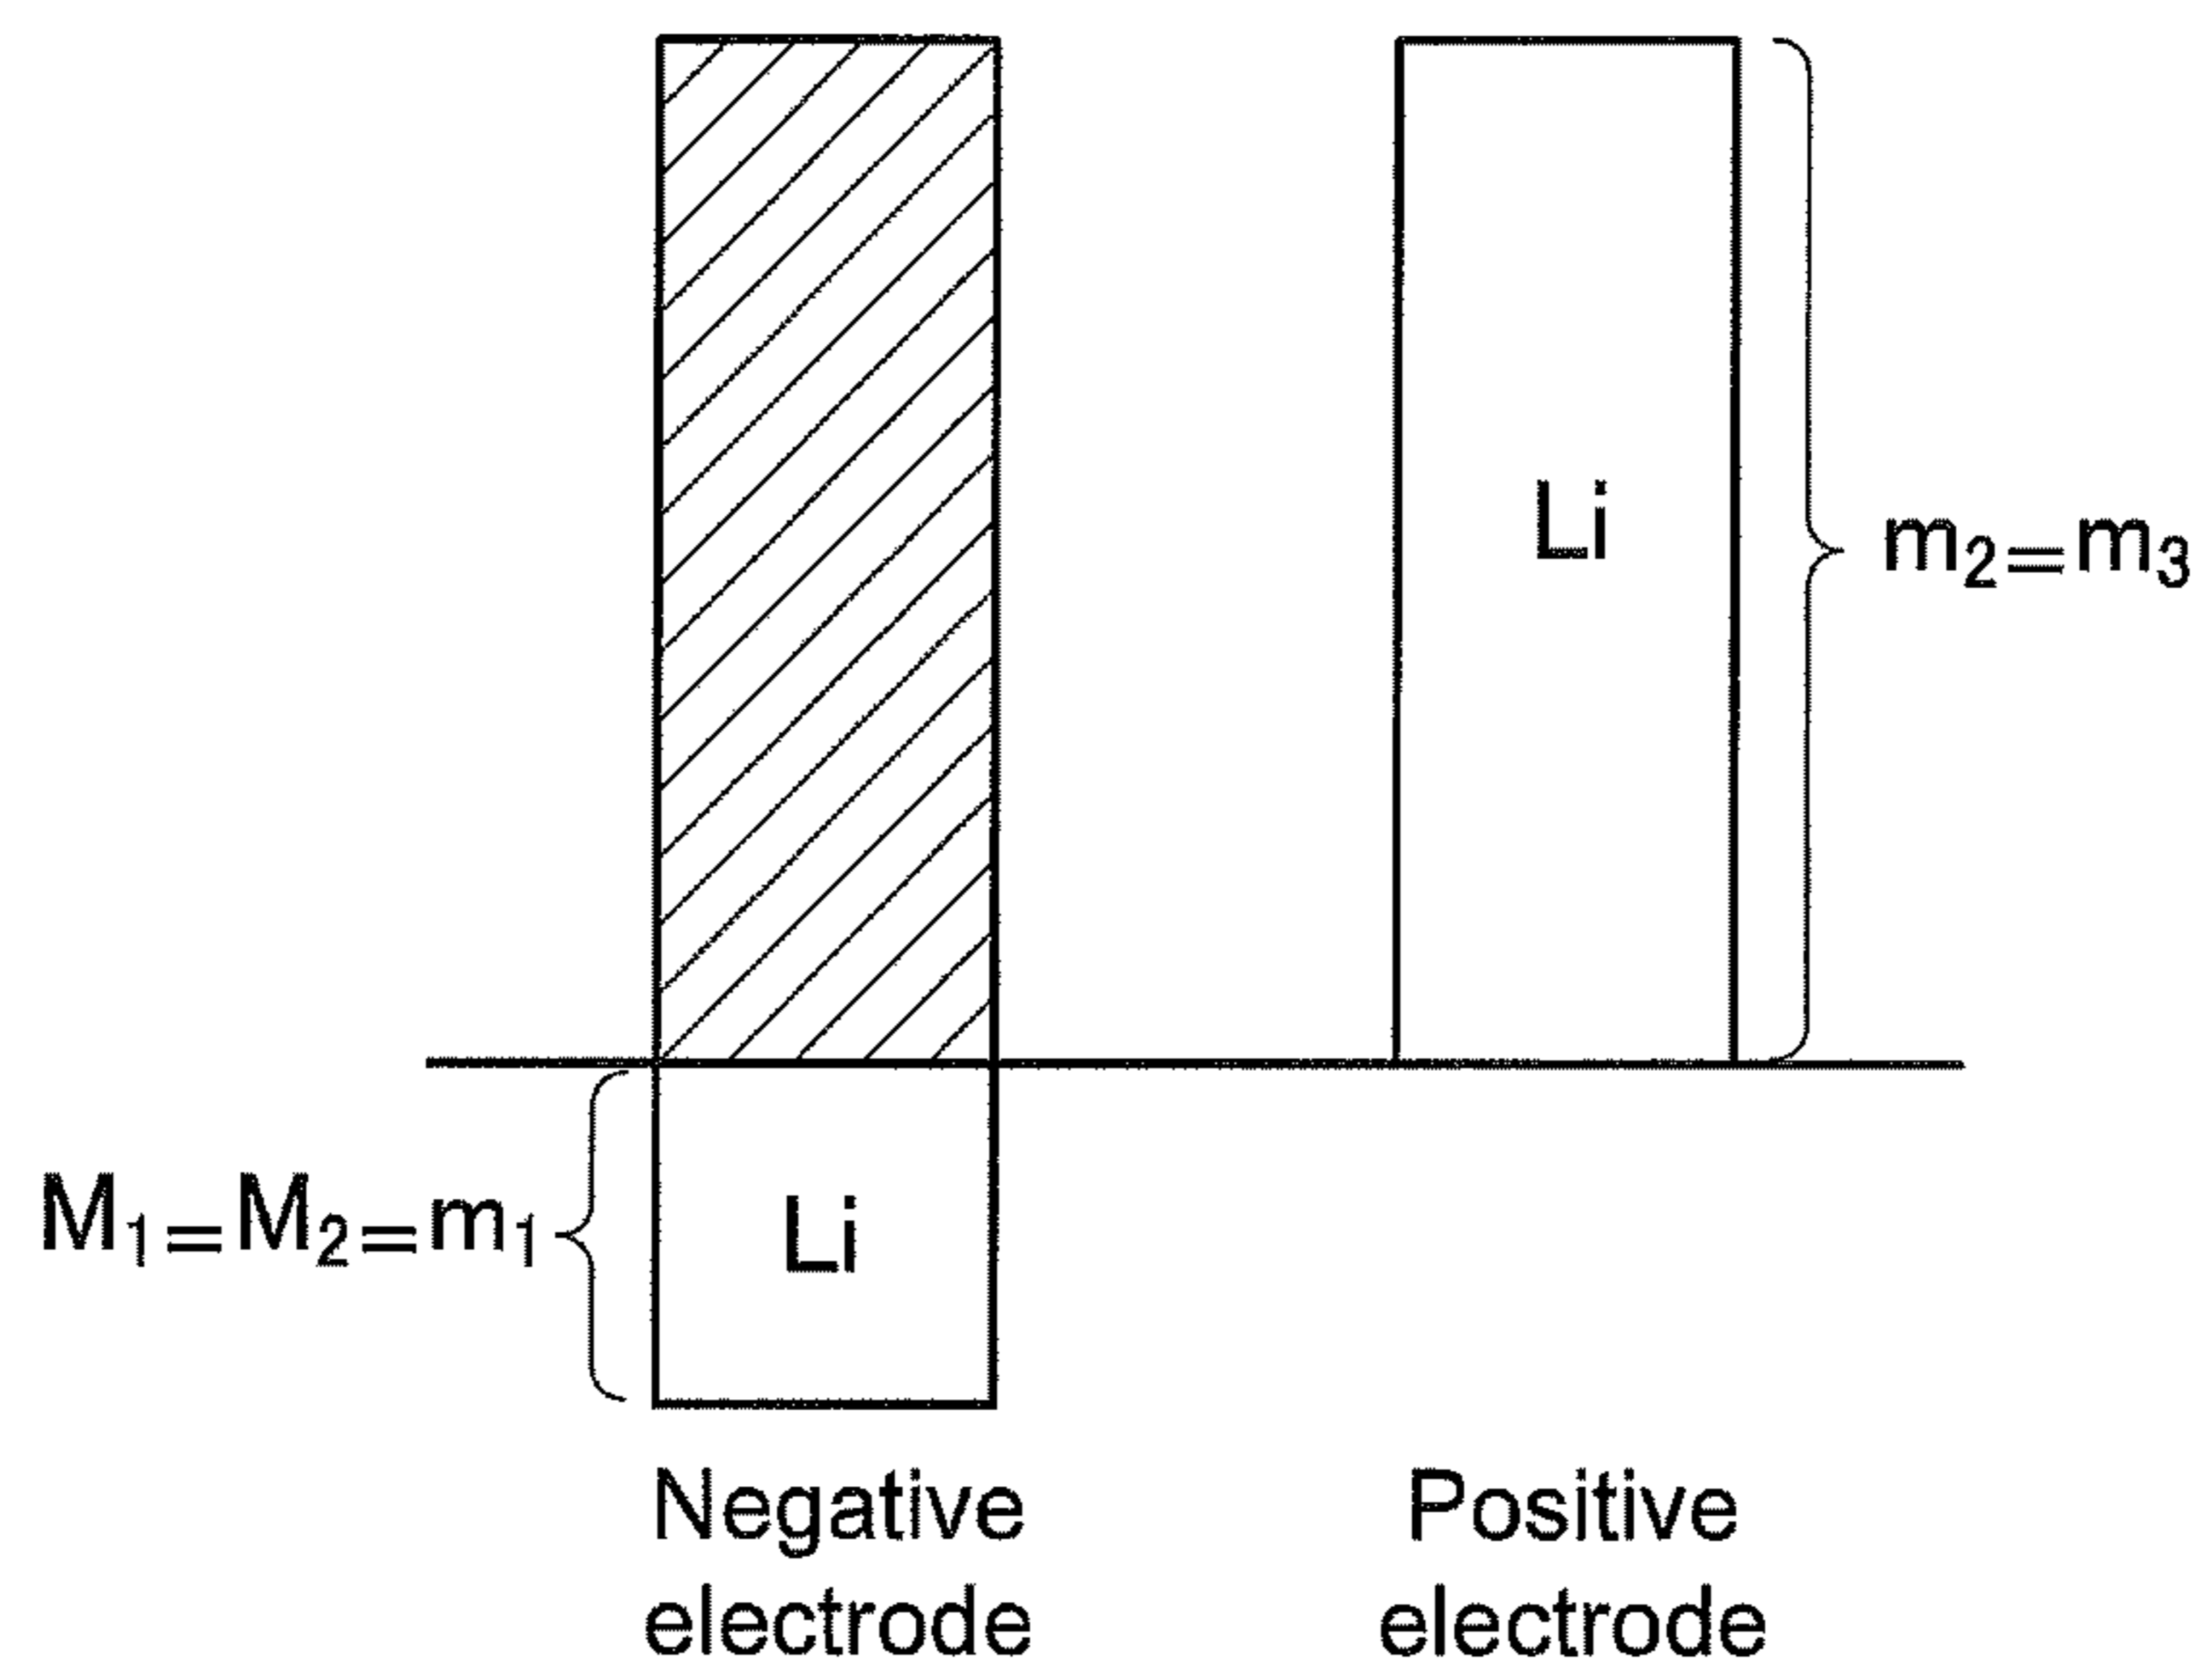 Li
m₂=m₃
M₁=M₂=m₁
Li
Negative
electrode
Positive
electrode